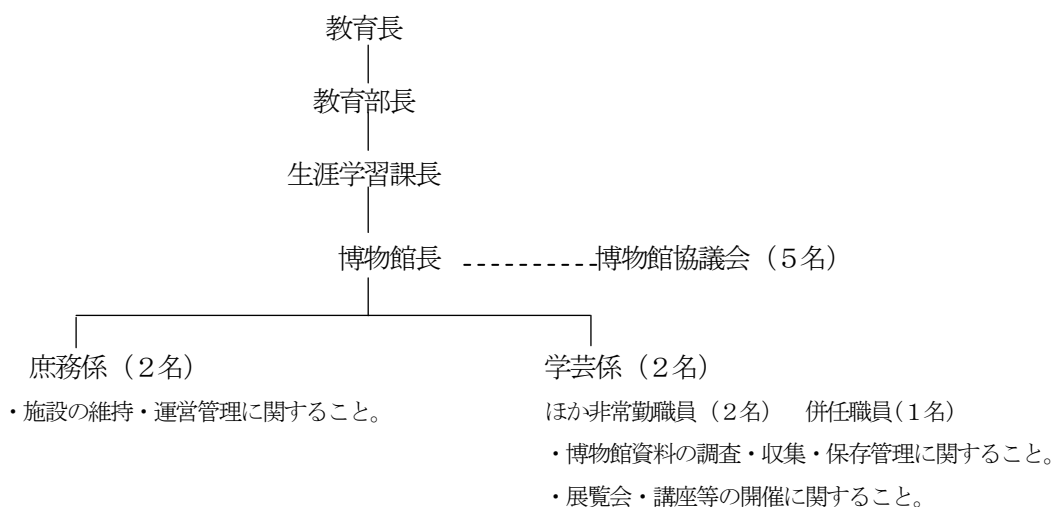 教育長
教育部長
生涯学習課長
博物館長 ----------博物館協議会（５名）
庶務係（２名） 学芸係（２名）
・施設の維持・運営管理に関すること。 ほか非常勤職員（２名） 併任職員(１名）
・博物館資料の調査・収集・保存管理に関すること。
・展覧会・講座等の開催に関すること。